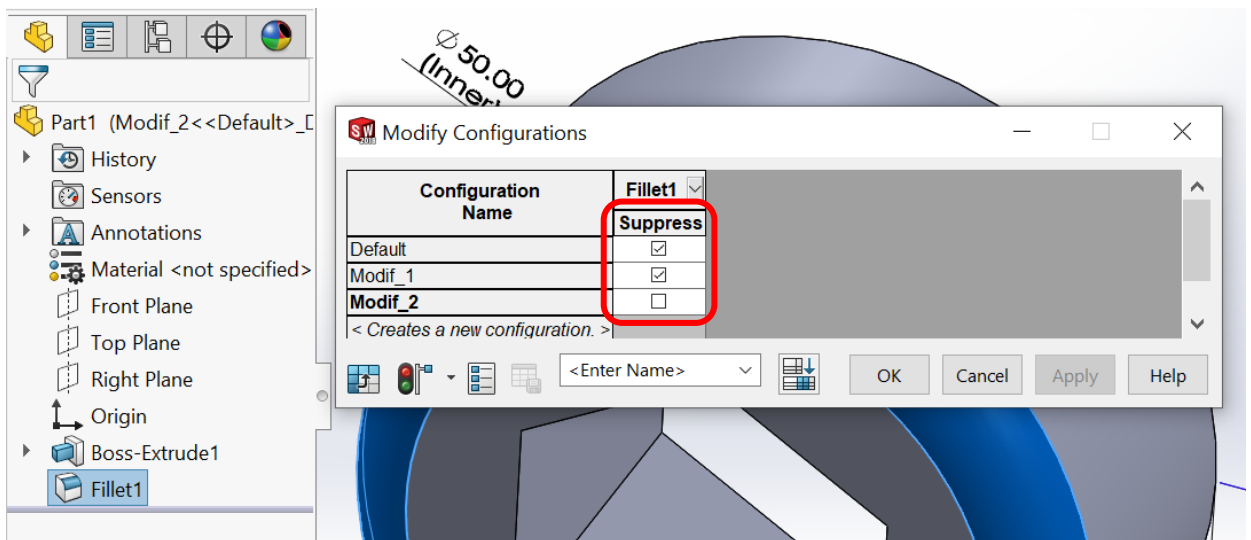 Part1 (Modif_2<<Default>_D
History
Sensors
Annotations
Material <not specified>
Front Plane
Top Plane
Right Plane
Origin
Boss-Extrude1
Fillet1
50.00
(Inner
SW Modify Configurations
2018
Configuration Name Fillet1
Suppress
Default
Modif_1
Modif_2
< Creates a new configuration. >
<Enter Name> OK Cancel Apply Help